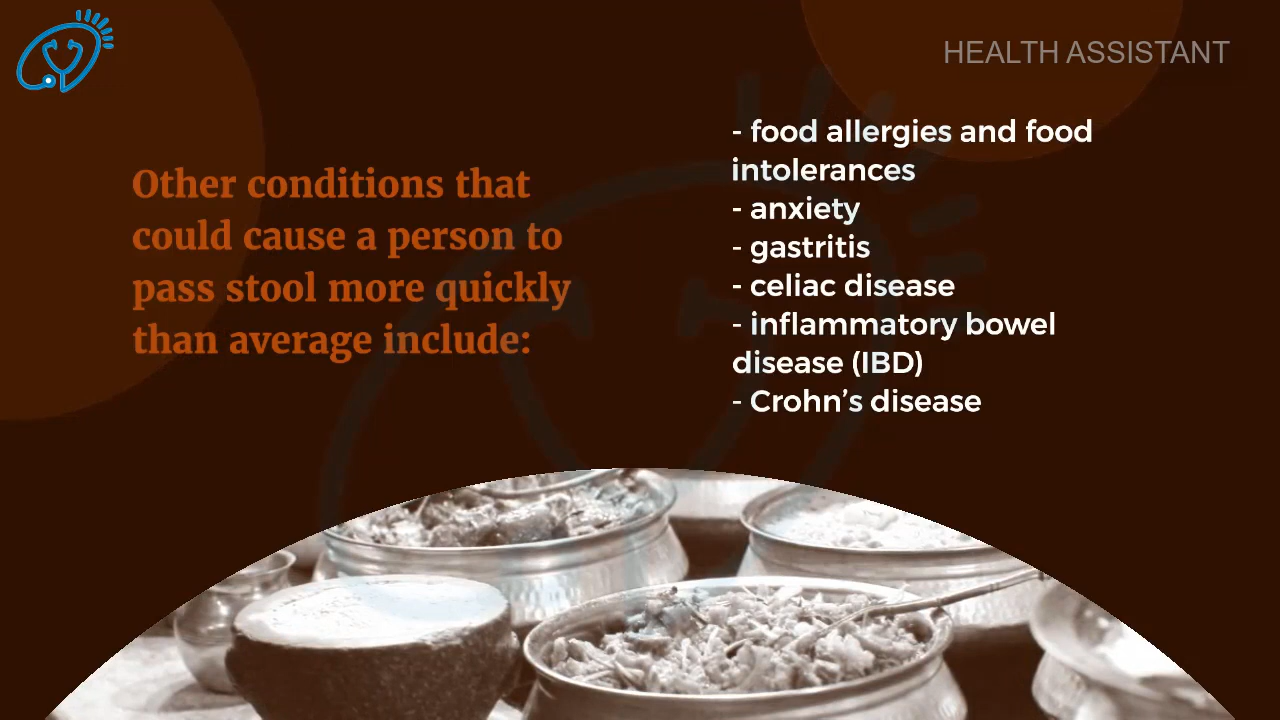 HEALTH ASSISTANT
Other conditions that
could cause a person to
pass stool more quickly
than average include:
- food allergies and food
intolerances
- anxiety
- gastritis
- celiac disease
- inflammatory bowel
disease (IBD)
- Crohn’s disease